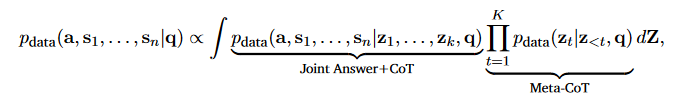 p_data(a, s_1, . . . , s_n|q) ∝ ∫ p_data(a, s_1, . . . , s_n|z_1, . . . , z_k, q) ∏_{t=1}^{K} p_data(z_t|z_{<t}, q) dZ,
Joint Answer+CoT Meta-CoT